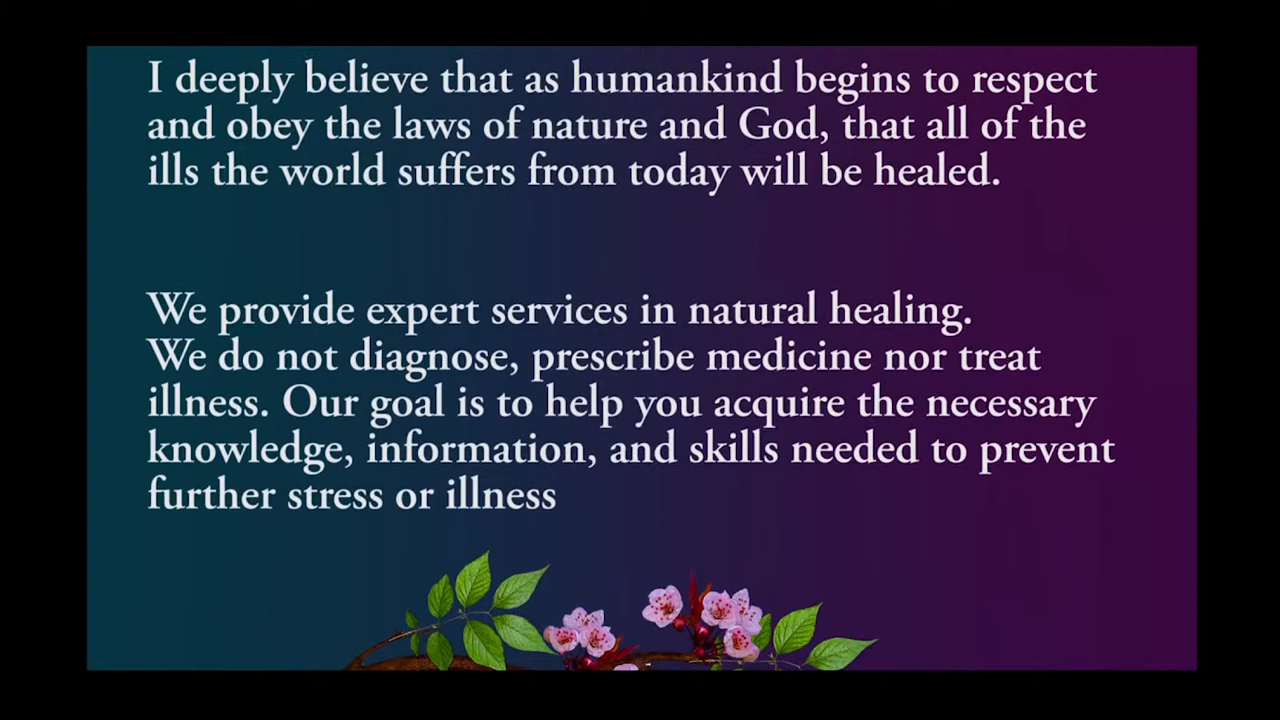 I deeply believe that as humankind begins to respect
and obey the laws of nature and God, that all of the
ills the world suffers from today will be healed.
We provide expert services in natural healing.
We do not diagnose, prescribe medicine nor treat
illness. Our goal is to help you acquire the necessary
knowledge, information, and skills needed to prevent
further stress or illness